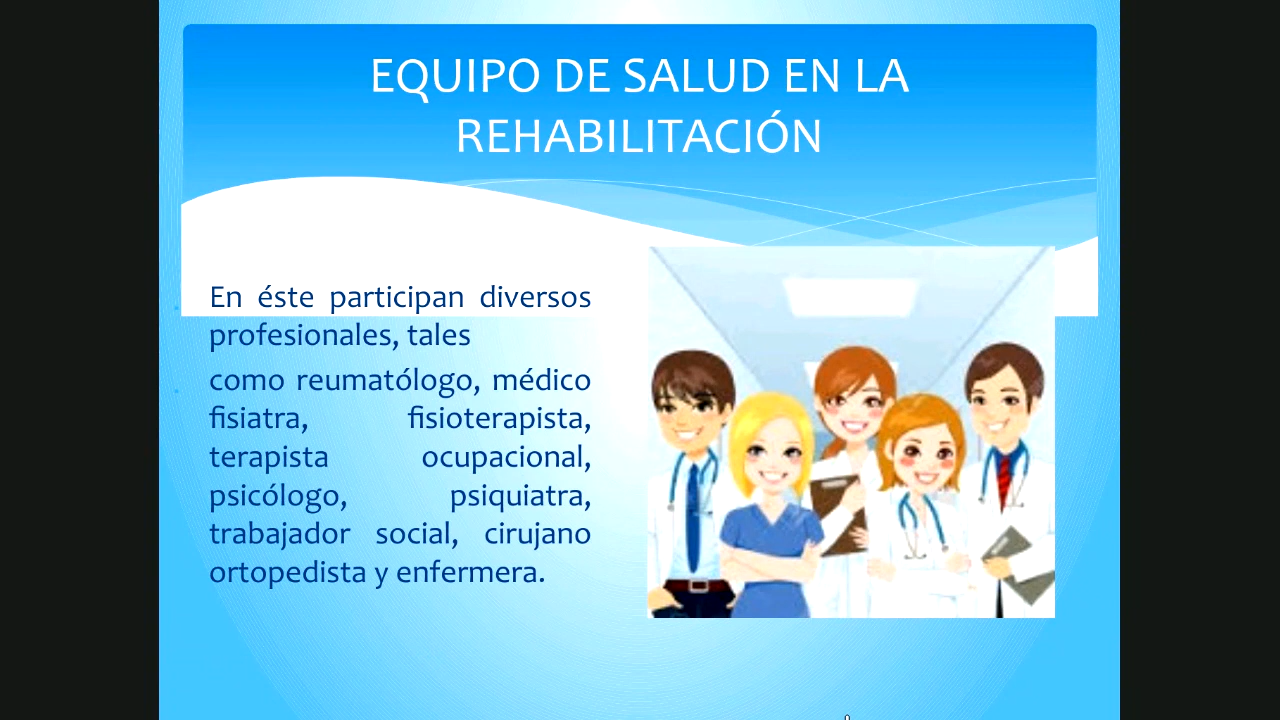 EQUIPO DE SALUD EN LA
REHABILITACIÓN
En éste participan diversos
profesionales, tales
como reumatólogo, médico
fisiatra, fisioterapista,
terapista ocupacional,
psicólogo, psiquiatra,
trabajador social, cirujano
ortopedista y enfermera.